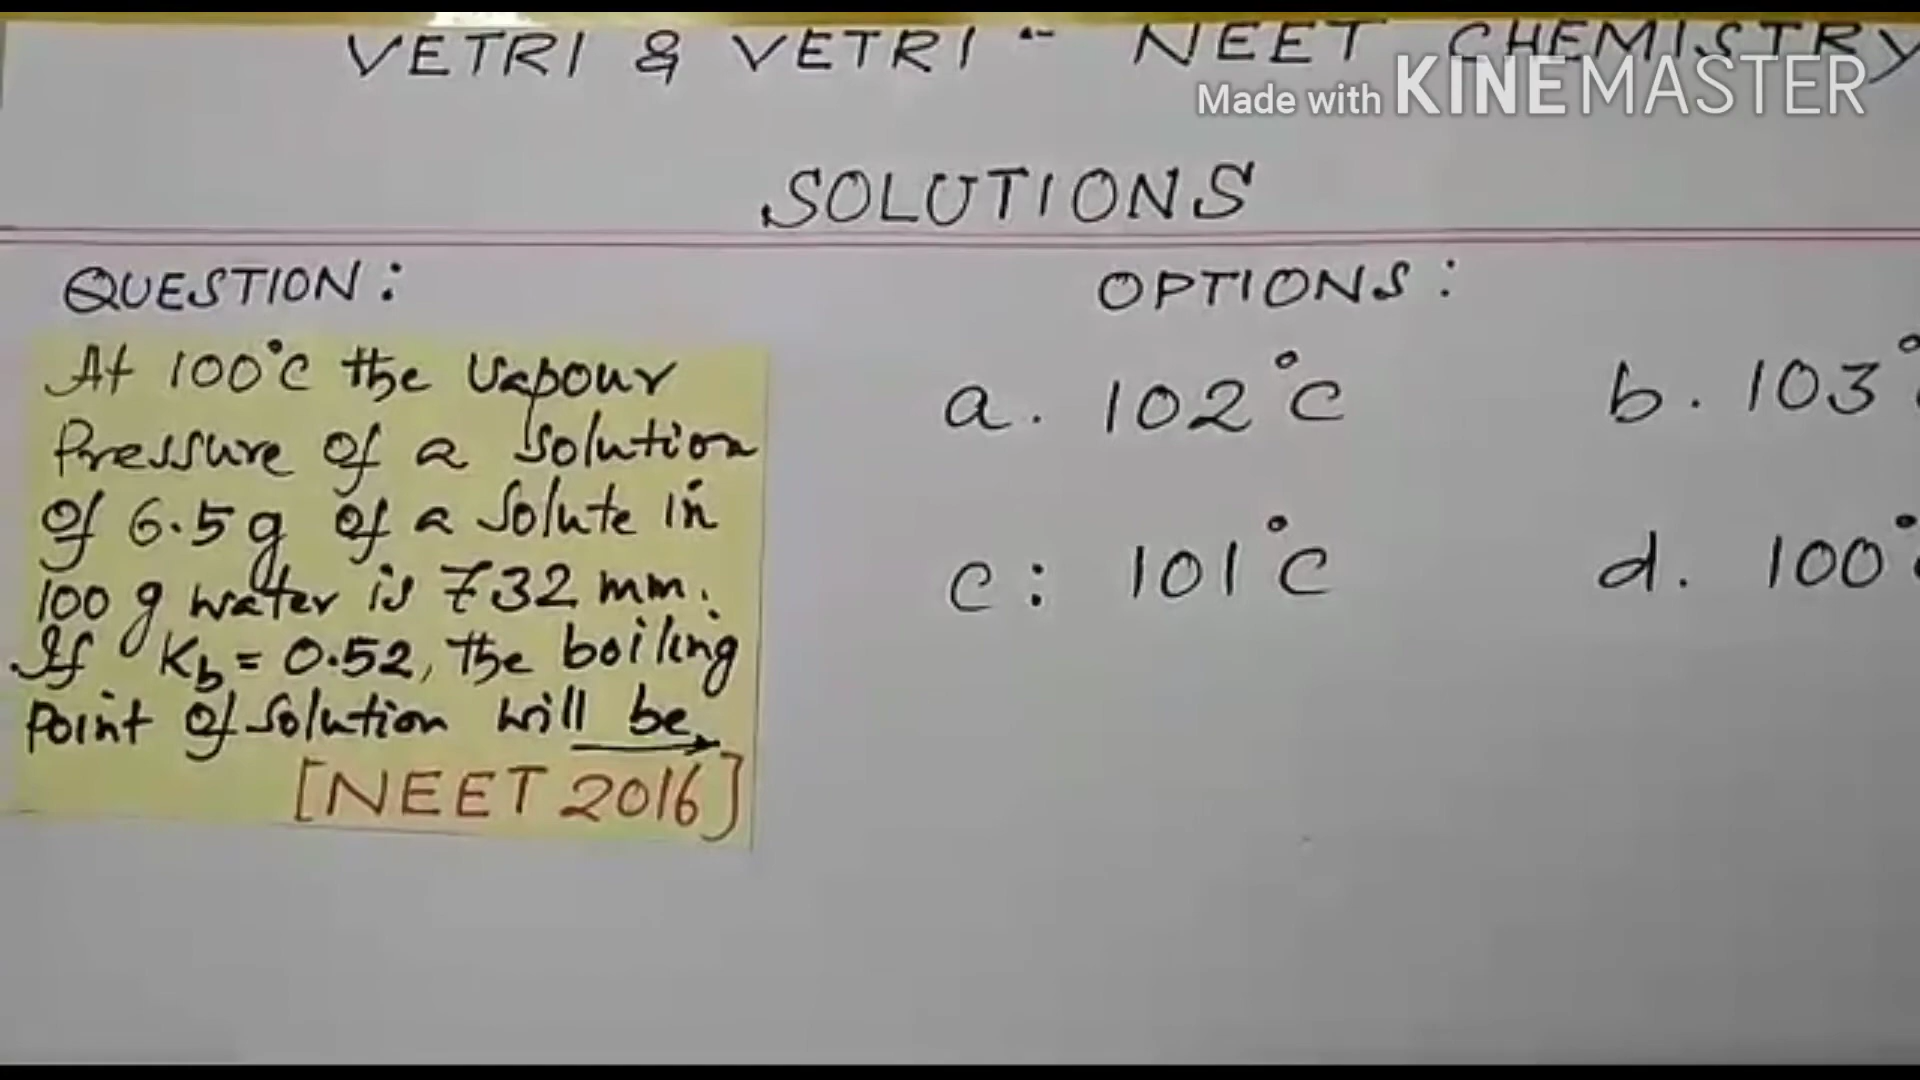 VETRI & VETRI - NEET CHEMISTRY
Made with KINEMASTER
SOLUTIONS
QUESTION:
At 100°C the Vapour
Pressure of a Solution
of 6.5g of a Solute in
100 g water is 732 mm.
If Kb = 0.52, the boiling
Point of Solution will be
[NEET 2016]
OPTIONS:
a. 102°C
b. 103°
c: 101°C
d. 100°